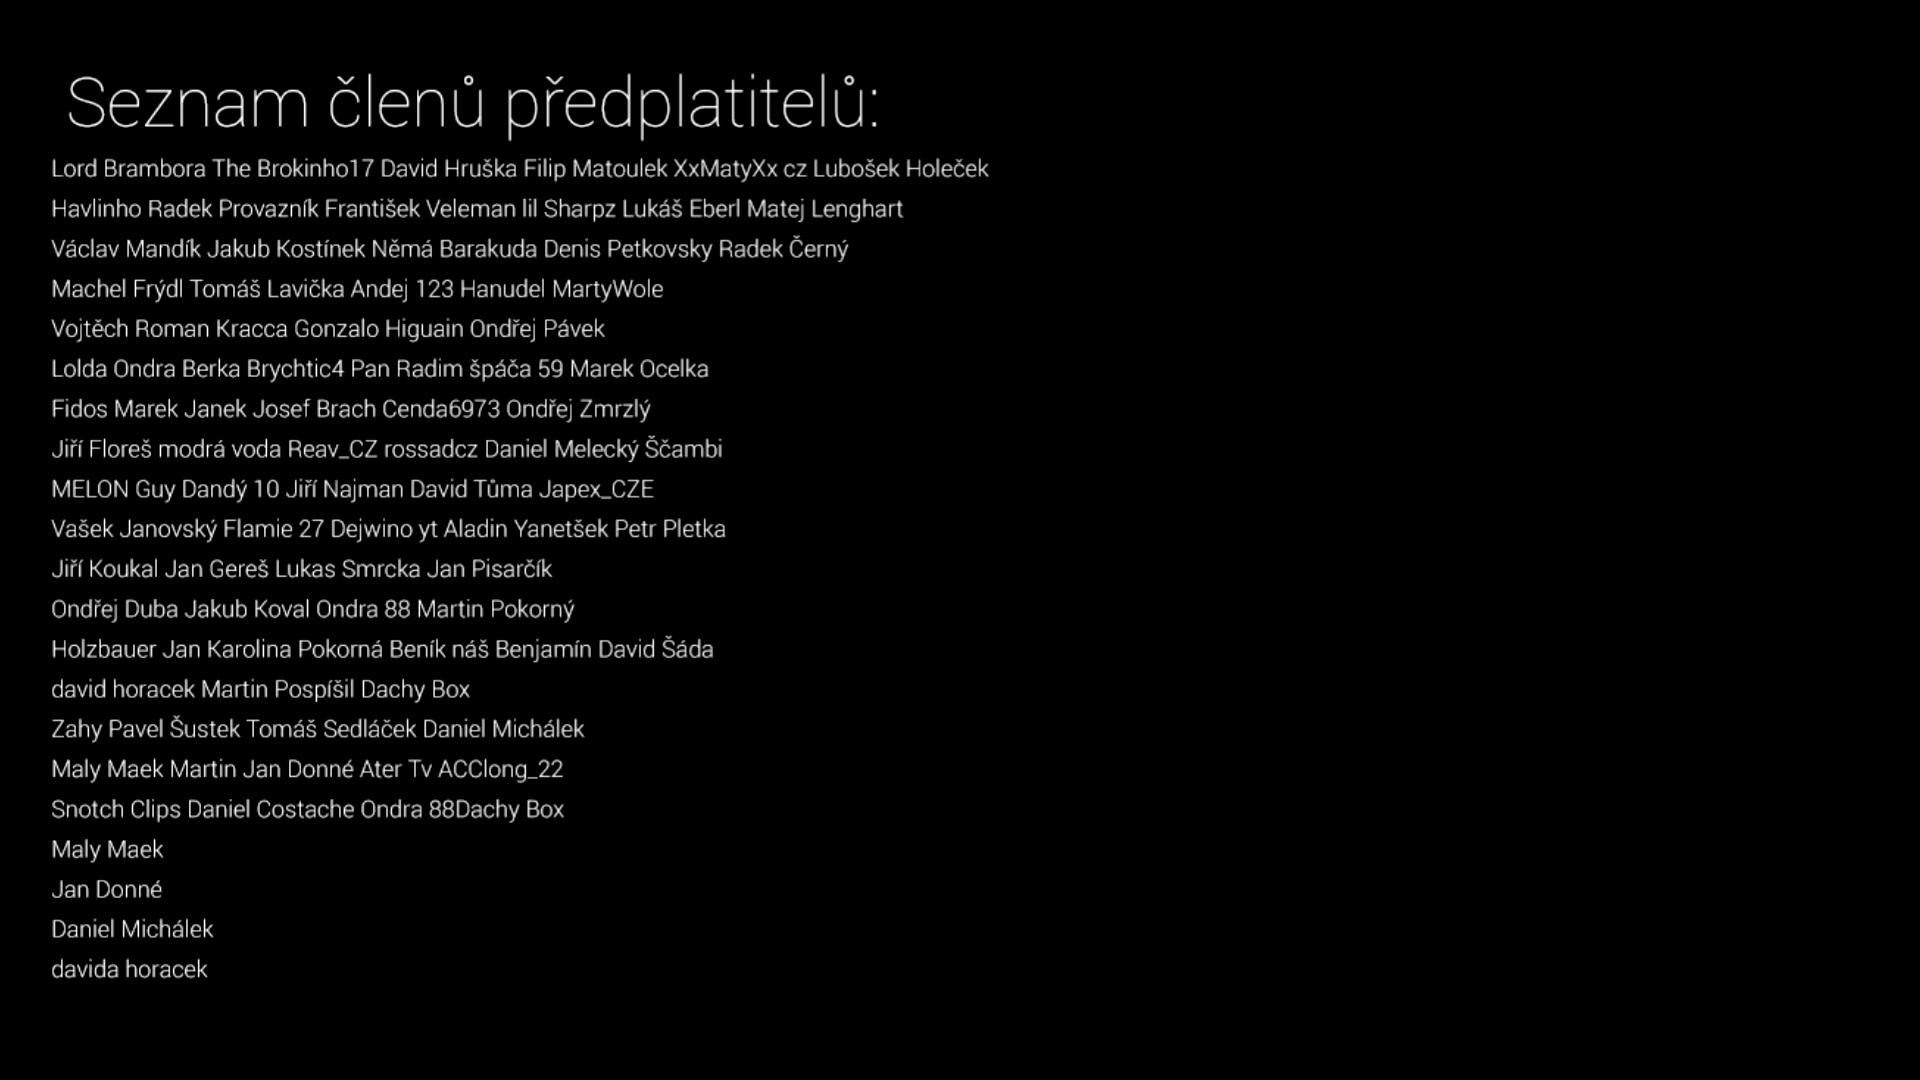 Seznam členů předplatitelů:
Lord Brambora The Brokinho17 David Hruška Filip Matoulek XxMatyXx cz Lubošek Holeček
Havlinho Radek Provazník František Veleman lil Sharpz Lukáš Eberl Matej Lenghart
Václav Mandík Jakub Kostínek Němá Barakuda Denis Petkovsky Radek Černý
Machel Frýdl Tomáš Lavička Andej 123 Hanudel MartyWole
Vojtěch Roman Kracca Gonzalo Higuain Ondřej Pávek
Lolda Ondra Berka Brychtic4 Pan Radim špáča 59 Marek Ocelka
Fidos Marek Janek Josef Brach Cenda6973 Ondřej Zmrzlý
Jiří Floreš modrá voda Reav_CZ rossadcz Daniel Melecký Ščambi
MELON Guy Dandý 10 Jiří Najman David Tůma Japex_CZE
Vašek Janovský Flamie 27 Dejwino yt Aladin Yanetšek Petr Pletka
Jiří Koukal Jan Gereš Lukas Smrcka Jan Pisarčík
Ondřej Duba Jakub Koval Ondra 88 Martin Pokorný
Holzbauer Jan Karolina Pokorná Beník náš Benjamín David Šáda
david horacek Martin Pospíšil Dachy Box
Zahy Pavel Šustek Tomáš Sedláček Daniel Michálek
Maly Maek Martin Jan Donné Ater Tv ACClong_22
Snotch Clips Daniel Costache Ondra 88Dachy Box
Maly Maek
Jan Donné
Daniel Michálek
davida horacek